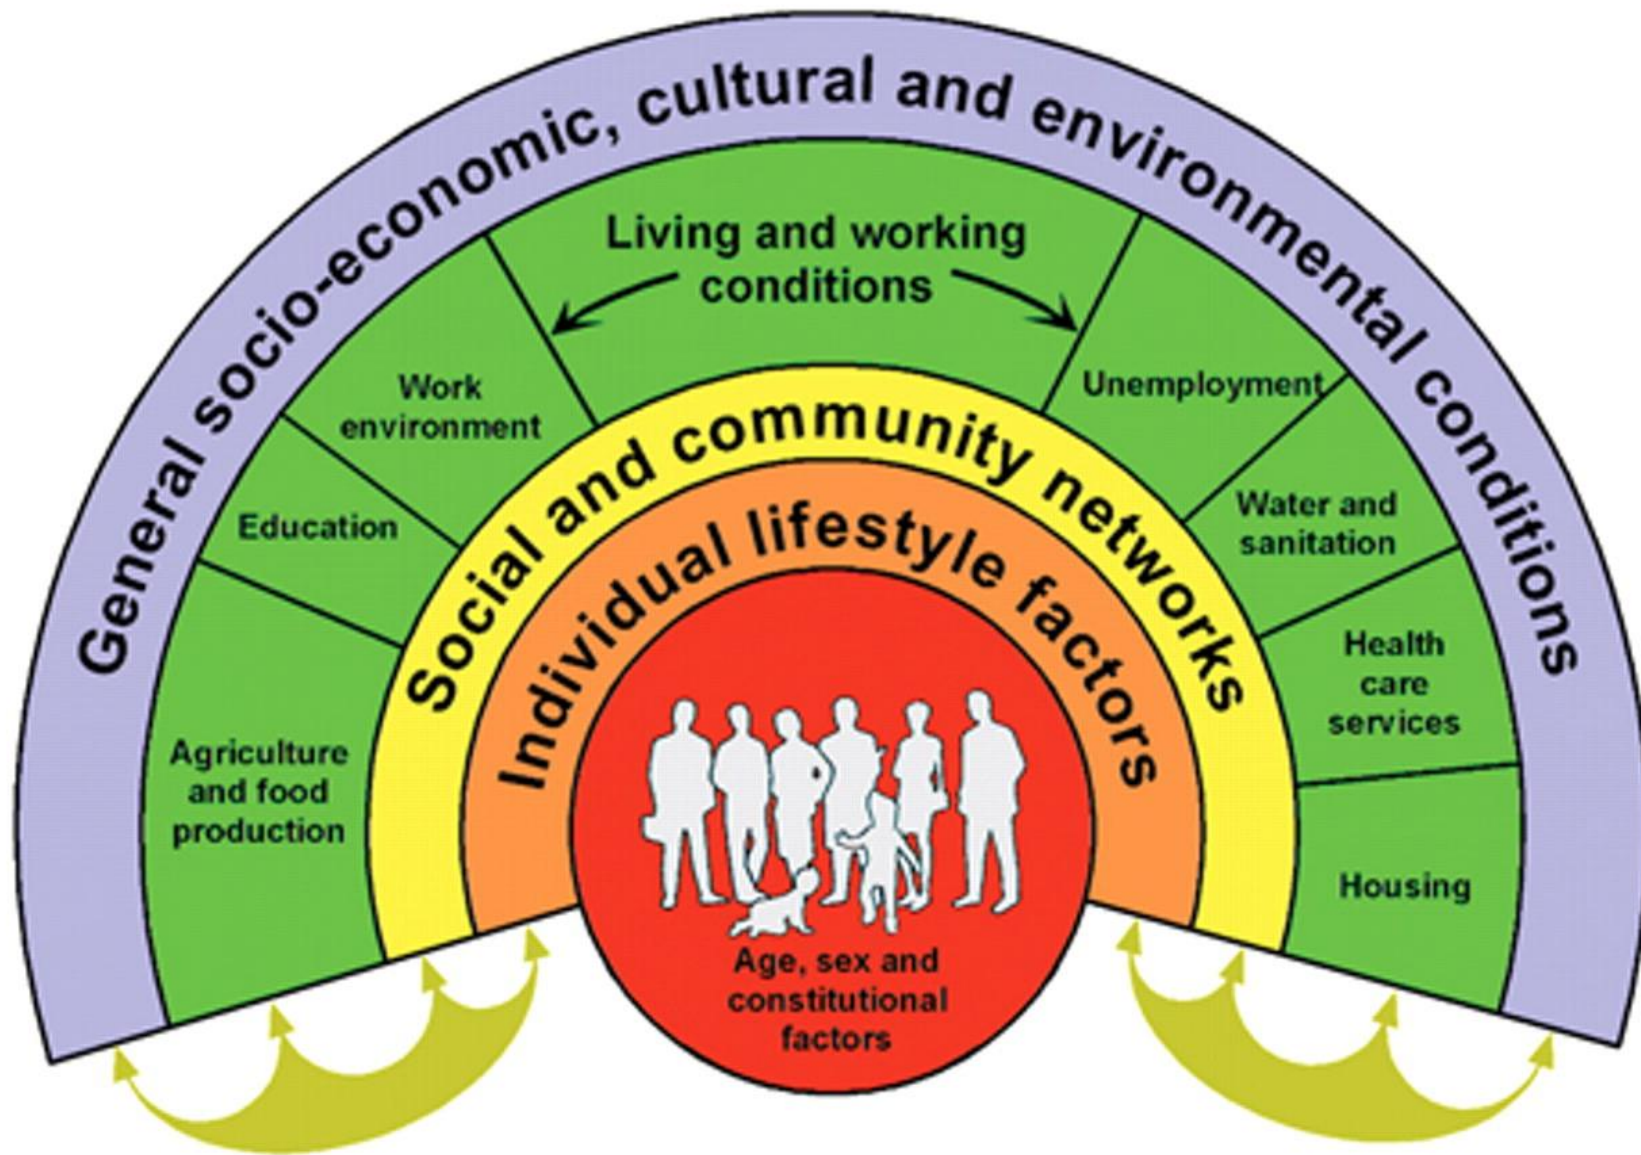 General socio-economic, cultural and environmental conditions
Living and working
conditions
Work
environment
Education
Agriculture
and food
production
Unemployment
Water and
sanitation
Health
care
services
Housing
Social and community networks
Individual lifestyle factors
Age, sex and
constitutional
factors